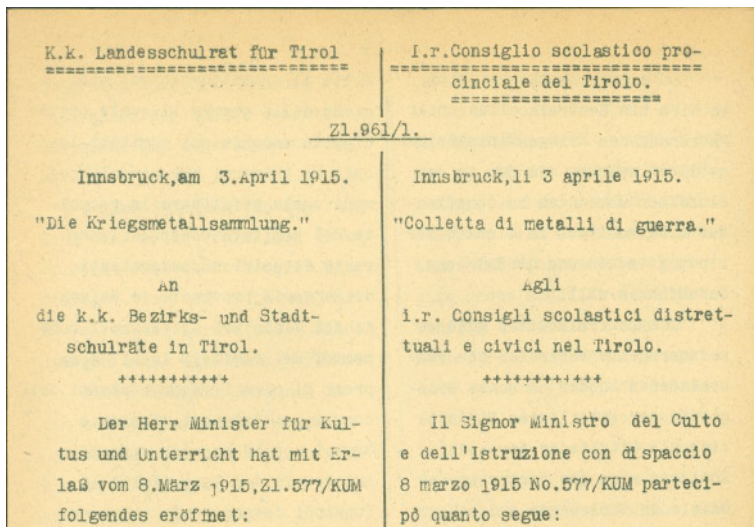 K.k. Landesschulrat für Tirol
Zl.961/1.
Innsbruck,am 3.April 1915.
"Die Kriegsmetallsammlung."
An
die k.k. Bezirks- und Stadt-
schulräte in Tirol.
+++++++++++
Der Herr Minister für Kul-
tus und Unterricht hat mit Er-
laß vom 8.März 1915,Zl.577/KUM
folgendes eröffnet:
I.r.Consiglio scolastico pro-
cinciale del Tirolo.
Innsbruck,li 3 aprile 1915.
"Colletta di metalli di guerra."
Agli
i.r. Consigli scolastici distret-
tuali e civici nel Tirolo.
+++++++++++
Il Signor Ministro del Culto
e dell'Istruzione con dispaccio
8 marzo 1915 No.577/KUM parteci-
pò quanto segue: